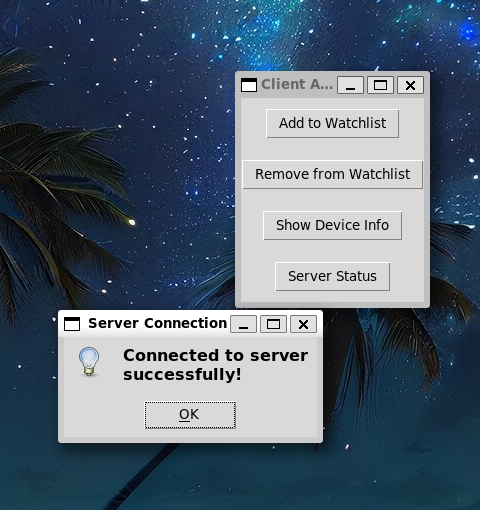 Client A...
Add to Watchlist
Remove from Watchlist
Show Device Info
Server Status
Server Connection
Connected to server
successfully!
OK